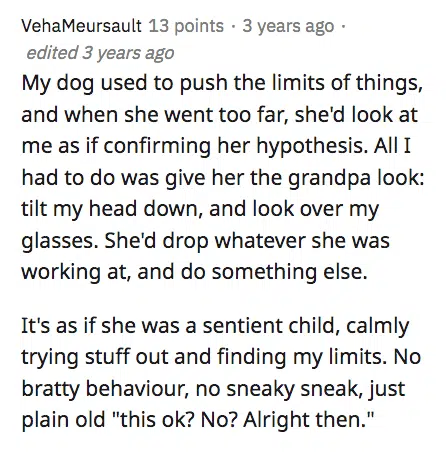 VehaMeursault 13 points · 3 years ago ·
edited 3 years ago
My dog used to push the limits of things,
and when she went too far, she'd look at
me as if confirming her hypothesis. All I
had to do was give her the grandpa look:
tilt my head down, and look over my
glasses. She'd drop whatever she was
working at, and do something else.
It's as if she was a sentient child, calmly
trying stuff out and finding my limits. No
bratty behaviour, no sneaky sneak, just
plain old "this ok? No? Alright then."